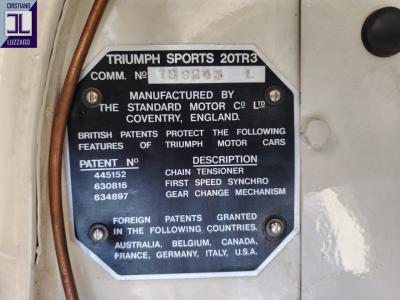 CRISTIANO
LUZZAGO
TRIUMPH SPORTS 20TR3
COMM. Nº TS 9243 L
MANUFACTURED BY
THE STANDARD MOTOR Cº LTD
COVENTRY, ENGLAND.
BRITISH PATENTS PROTECT THE FOLLOWING
FEATURES OF TRIUMPH MOTOR CARS
PATENT Nº DESCRIPTION
445152 CHAIN TENSIONER
630816 FIRST SPEED SYNCHRO
634897 GEAR CHANGE MECHANISM
FOREIGN PATENTS GRANTED
IN THE FOLLOWING COUNTRIES.
AUSTRALIA, BELGIUM, CANADA,
FRANCE, GERMANY, ITALY, U.S.A.